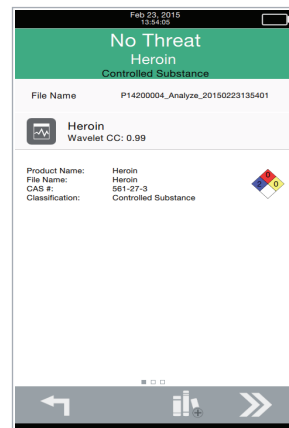 Feb 23, 2015
13:54:05
No Threat
Heroin
Controlled Substance
File Name P14200004_Analyze_20150223135401
Heroin
Wavelet CC: 0.99
Product Name: Heroin
File Name: Heroin
CAS #: 561-27-3
Classification: Controlled Substance
0
2 0